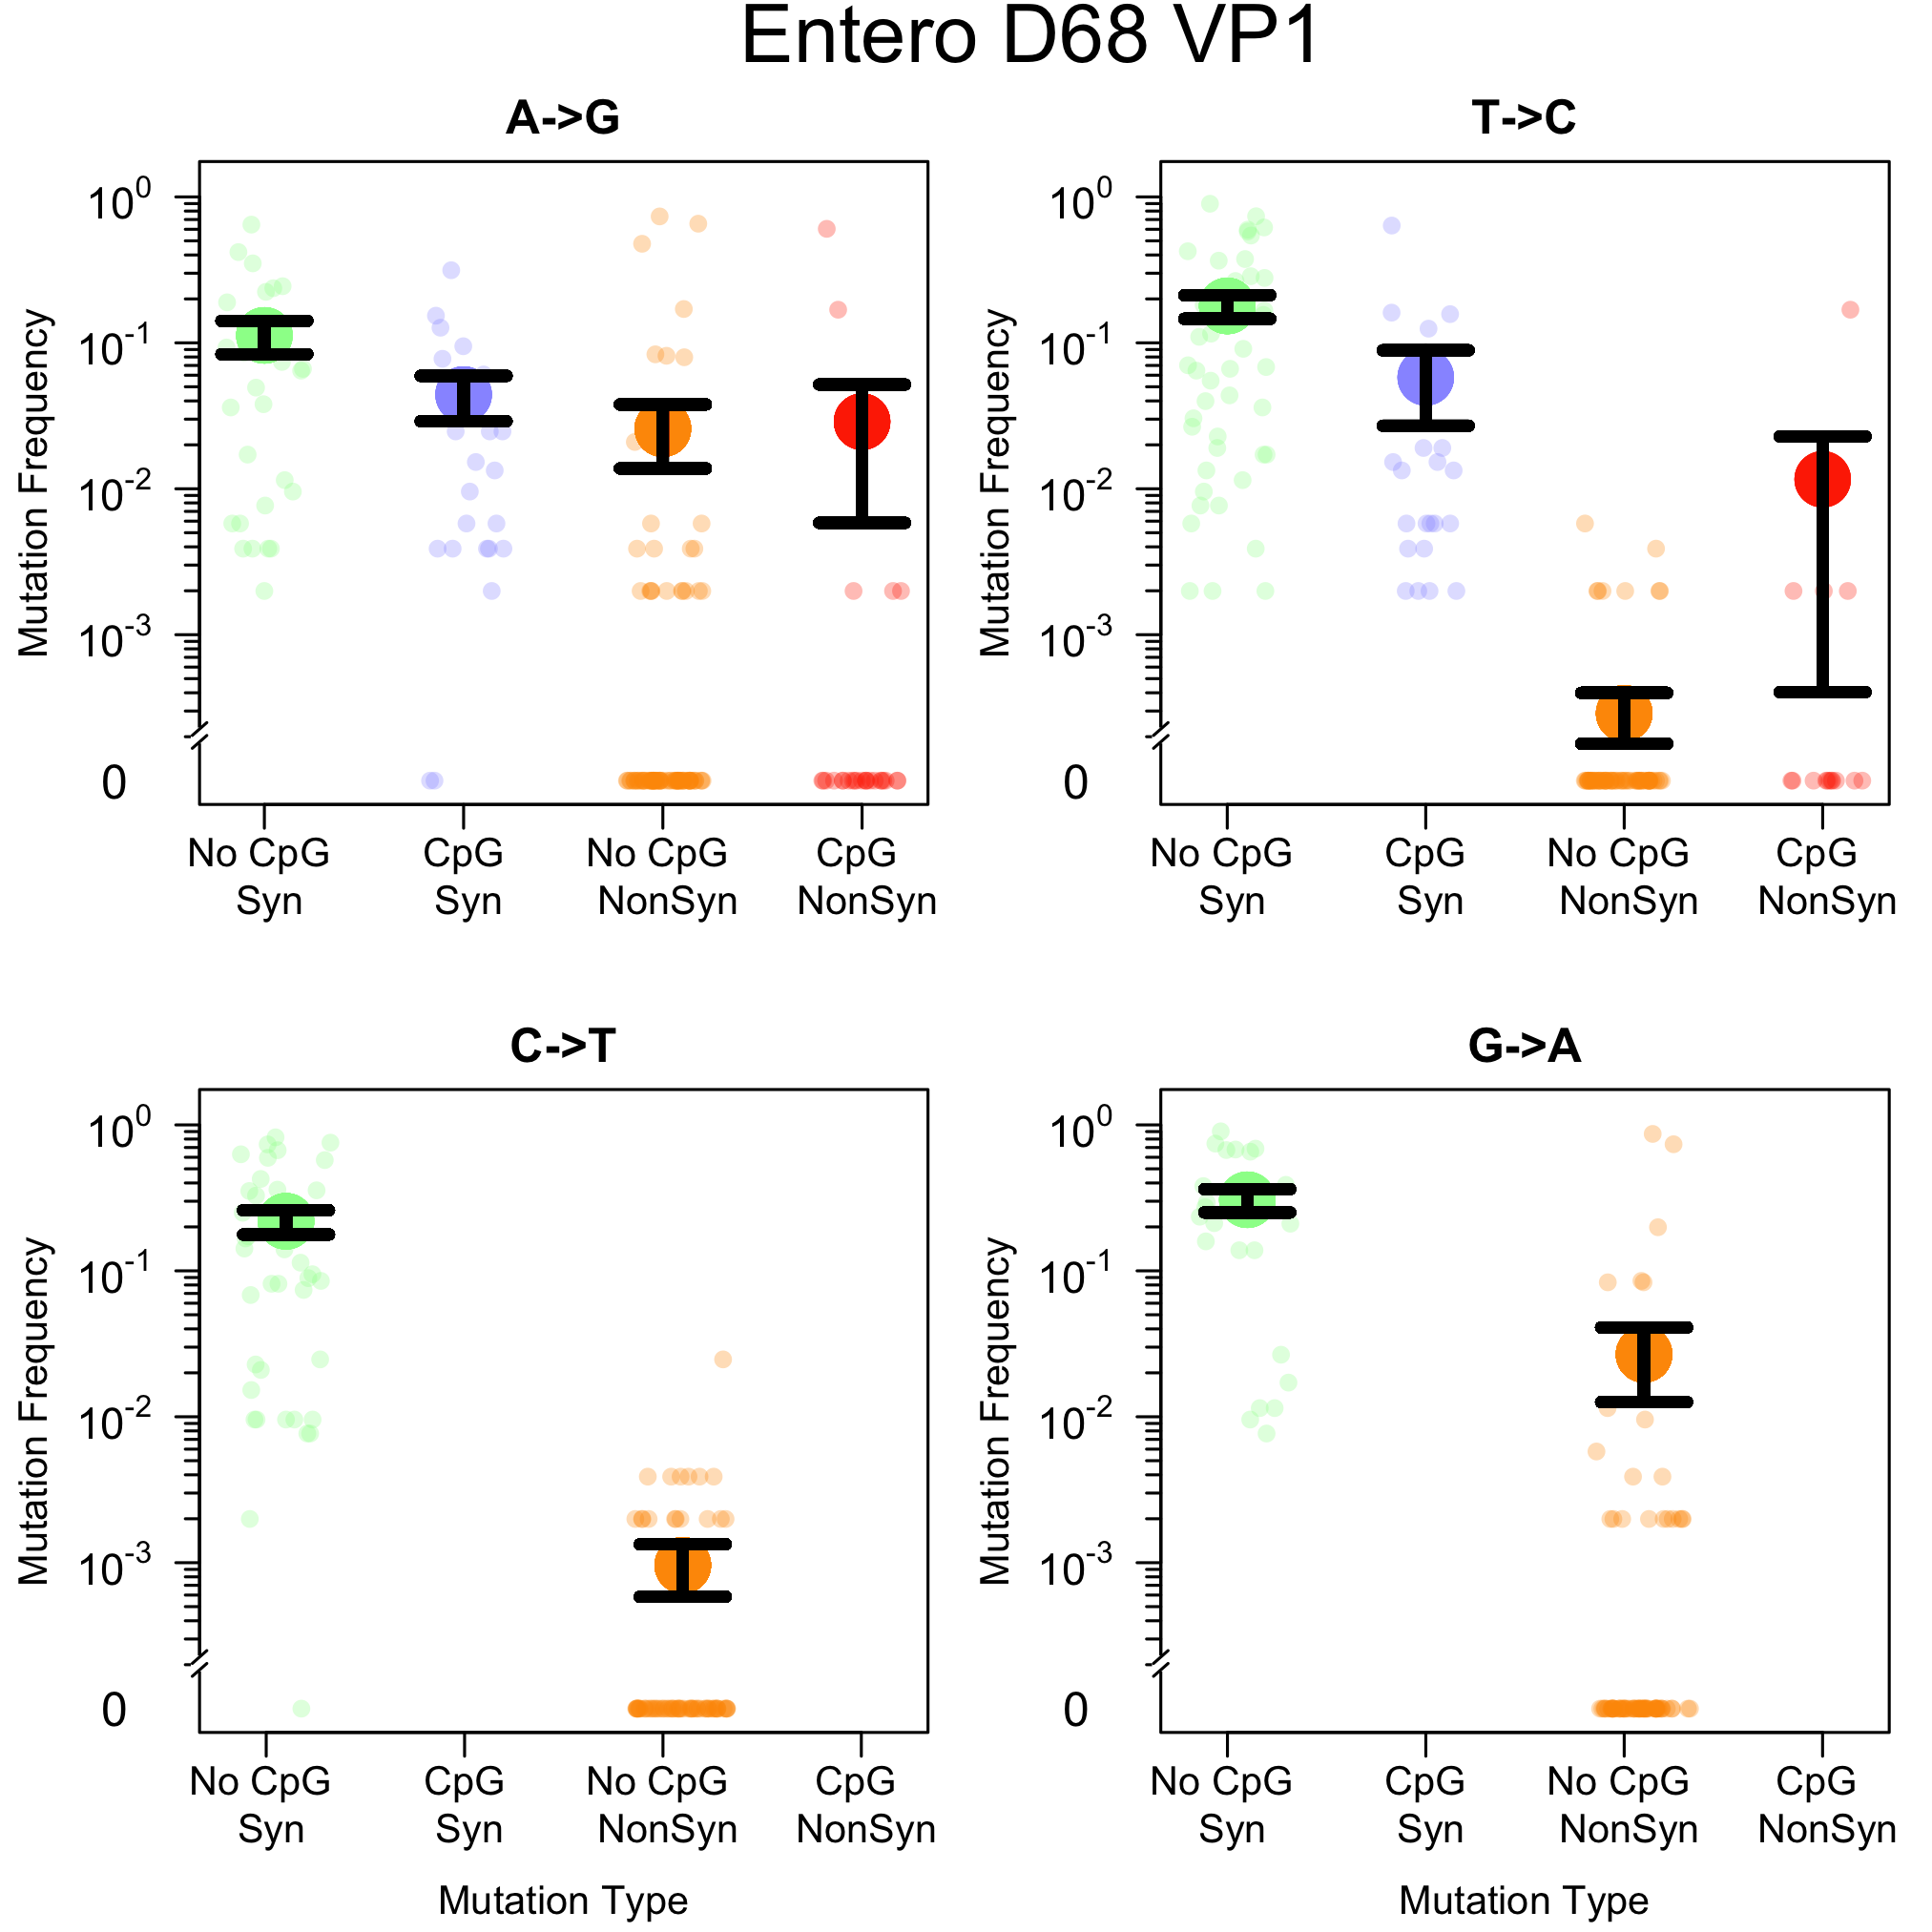 Entero D68 VP1
A->G
Mutation Frequency
10^0
10^-1
10^-2
10^-3
0
No CpG CpG No CpG CpG
Syn Syn NonSyn NonSyn
T->C
Mutation Frequency
10^0
10^-1
10^-2
10^-3
0
No CpG CpG No CpG CpG
Syn Syn NonSyn NonSyn
C->T
Mutation Frequency
10^0
10^-1
10^-2
10^-3
0
No CpG CpG No CpG CpG
Syn Syn NonSyn NonSyn
Mutation Type
G->A
Mutation Frequency
10^0
10^-1
10^-2
10^-3
0
No CpG CpG No CpG CpG
Syn Syn NonSyn NonSyn
Mutation Type